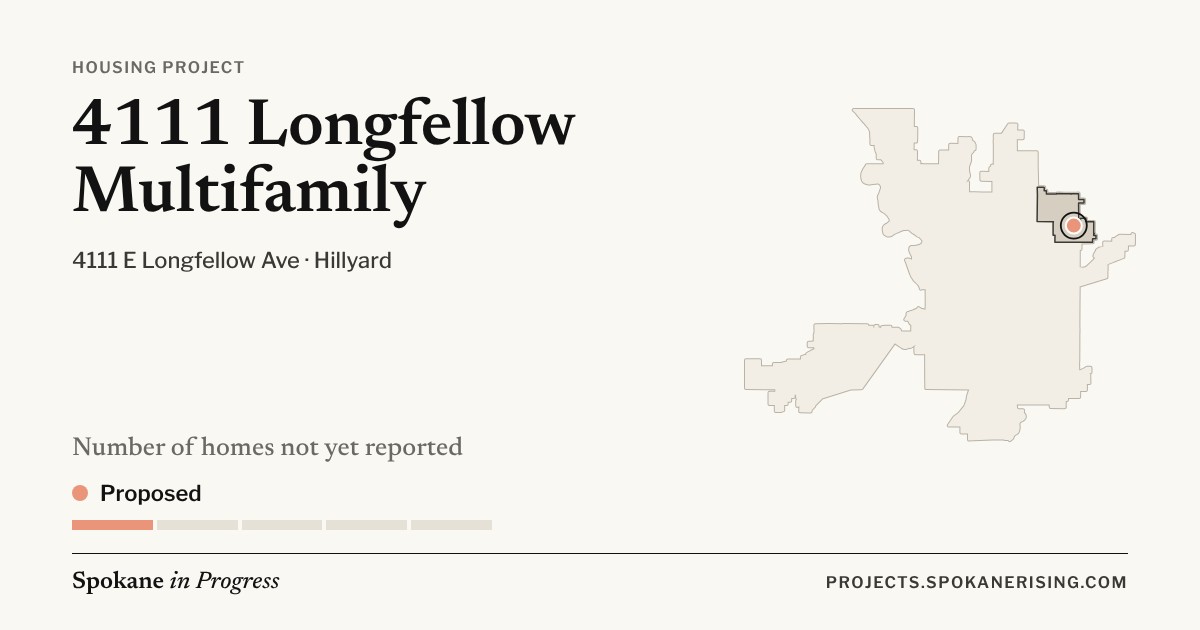 HOUSING PROJECT
4111 Longfellow
Multifamily
4111 E Longfellow Ave · Hillyard
Number of homes not yet reported
Proposed
Spokane in Progress
PROJECTS.SPOKANERISING.COM